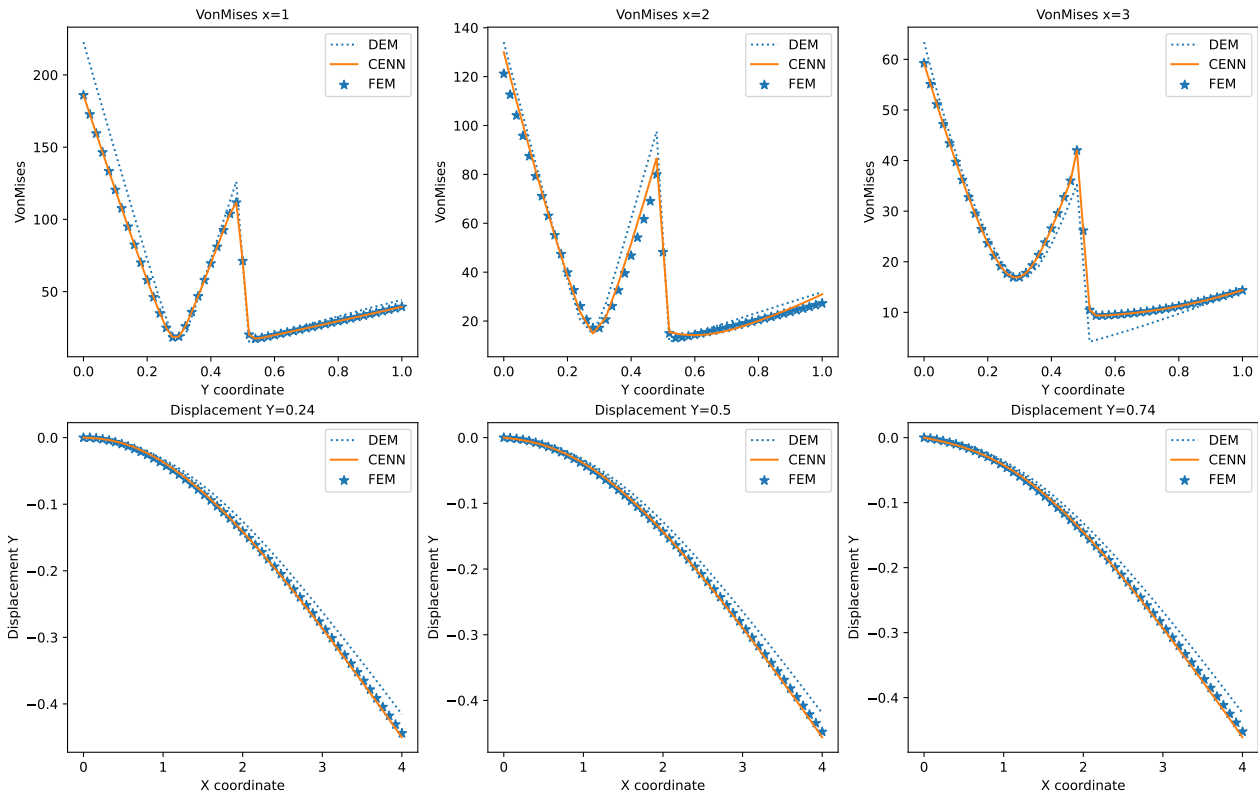 VonMises x=1
VonMises
200
150
100
50
0.0 0.2 0.4 0.6 0.8 1.0
Y coordinate
DEM
CENN
FEM
VonMises x=2
VonMises
140
120
100
80
60
40
20
0.0 0.2 0.4 0.6 0.8 1.0
Y coordinate
DEM
CENN
FEM
VonMises x=3
VonMises
60
50
40
30
20
10
0.0 0.2 0.4 0.6 0.8 1.0
Y coordinate
DEM
CENN
FEM
Displacement Y=0.24
Displacement Y
0.0
−0.1
−0.2
−0.3
−0.4
0 1 2 3 4
X coordinate
DEM
CENN
FEM
Displacement Y=0.5
Displacement Y
0.0
−0.1
−0.2
−0.3
−0.4
0 1 2 3 4
X coordinate
DEM
CENN
FEM
Displacement Y=0.74
Displacement Y
0.0
−0.1
−0.2
−0.3
−0.4
0 1 2 3 4
X coordinate
DEM
CENN
FEM